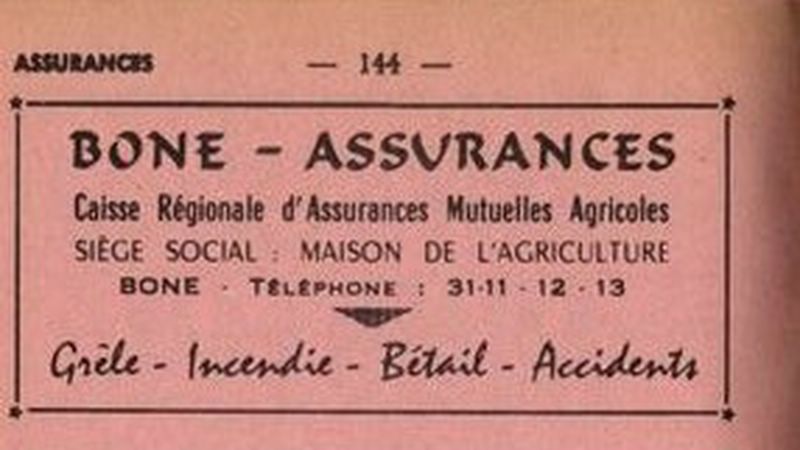 ASSURANCES — 144 —
BONE - ASSURANCES
Caisse Régionale d'Assurances Mutuelles Agricoles
SIÈGE SOCIAL : MAISON DE L'AGRICULTURE
BONE - TÉLÉPHONE : 31-11 - 12 - 13
Grêle - Incendie - Bétail - Accidents